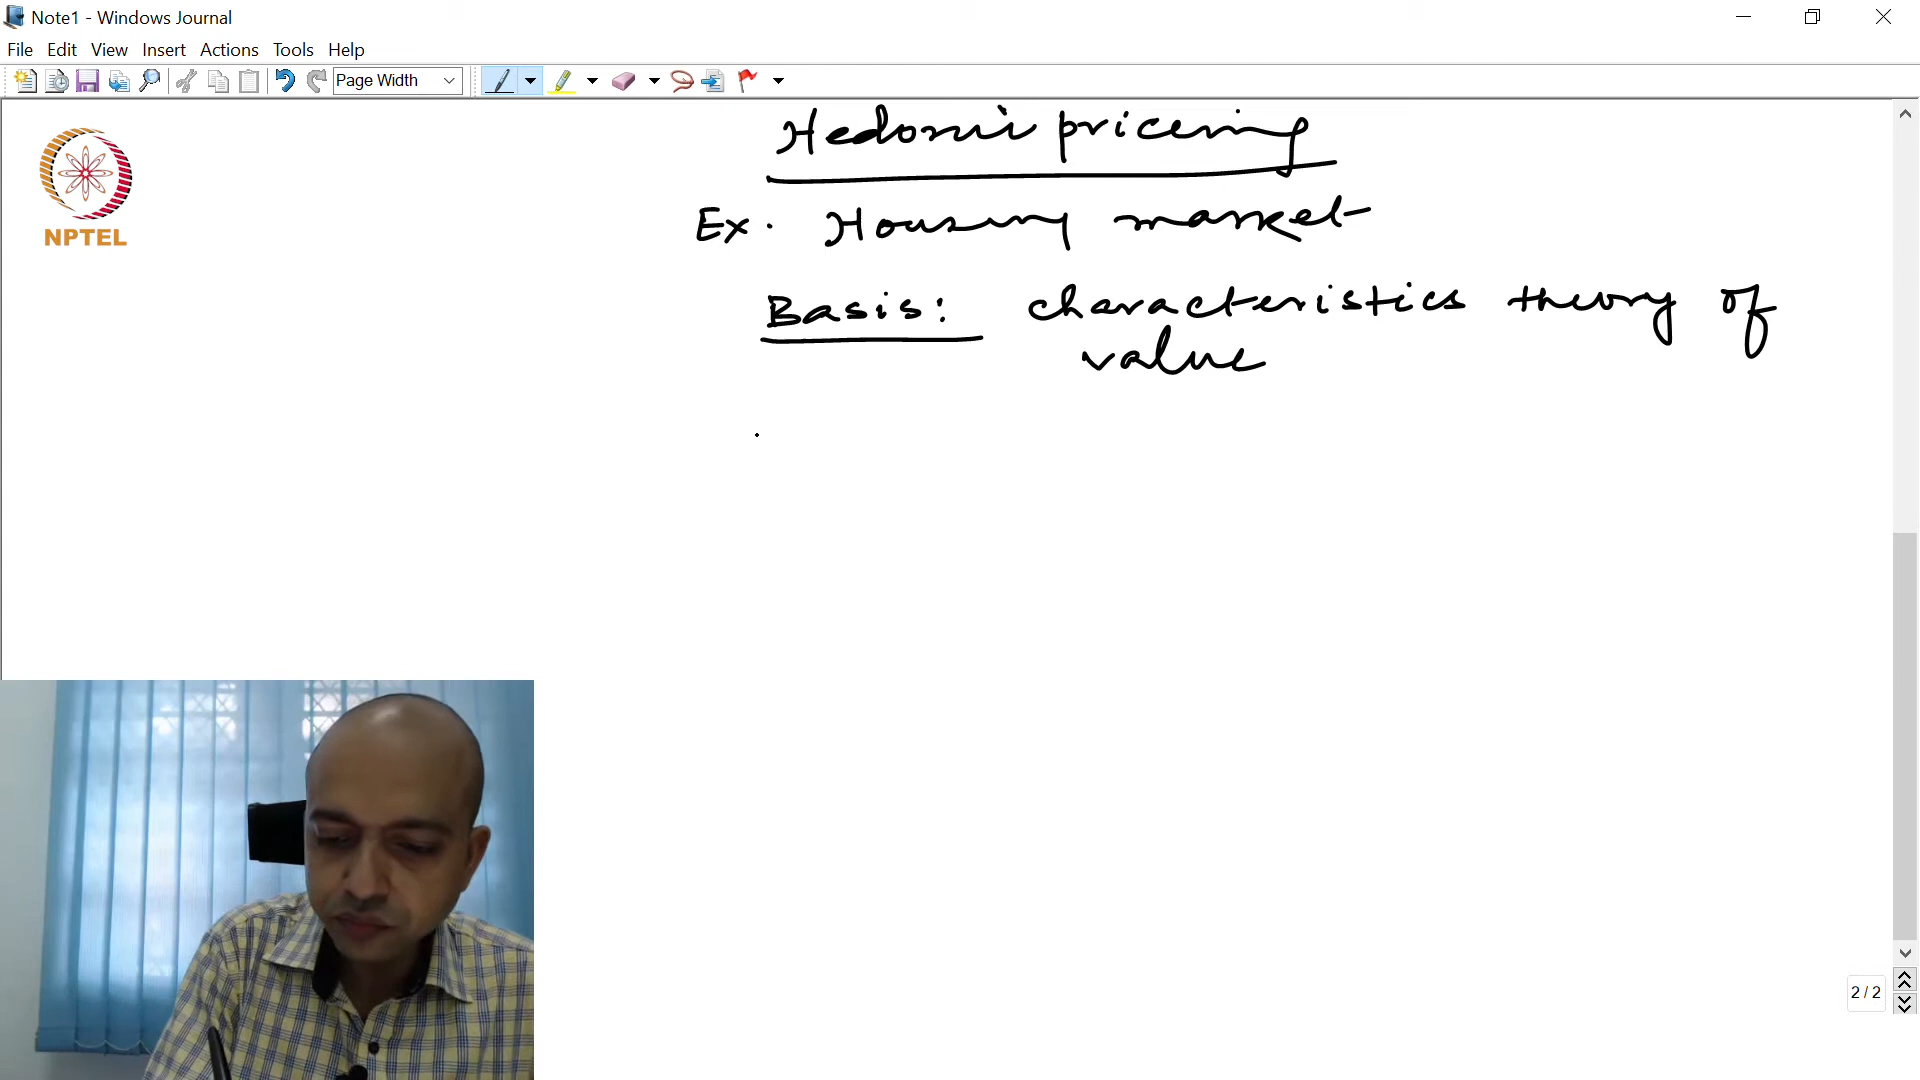 Note1 - Windows Journal
File Edit View Insert Actions Tools Help
Page Width
Hedonic pricening
Ex. Housing market
Basis: characteristics theory of
value
NPTEL
2 / 2